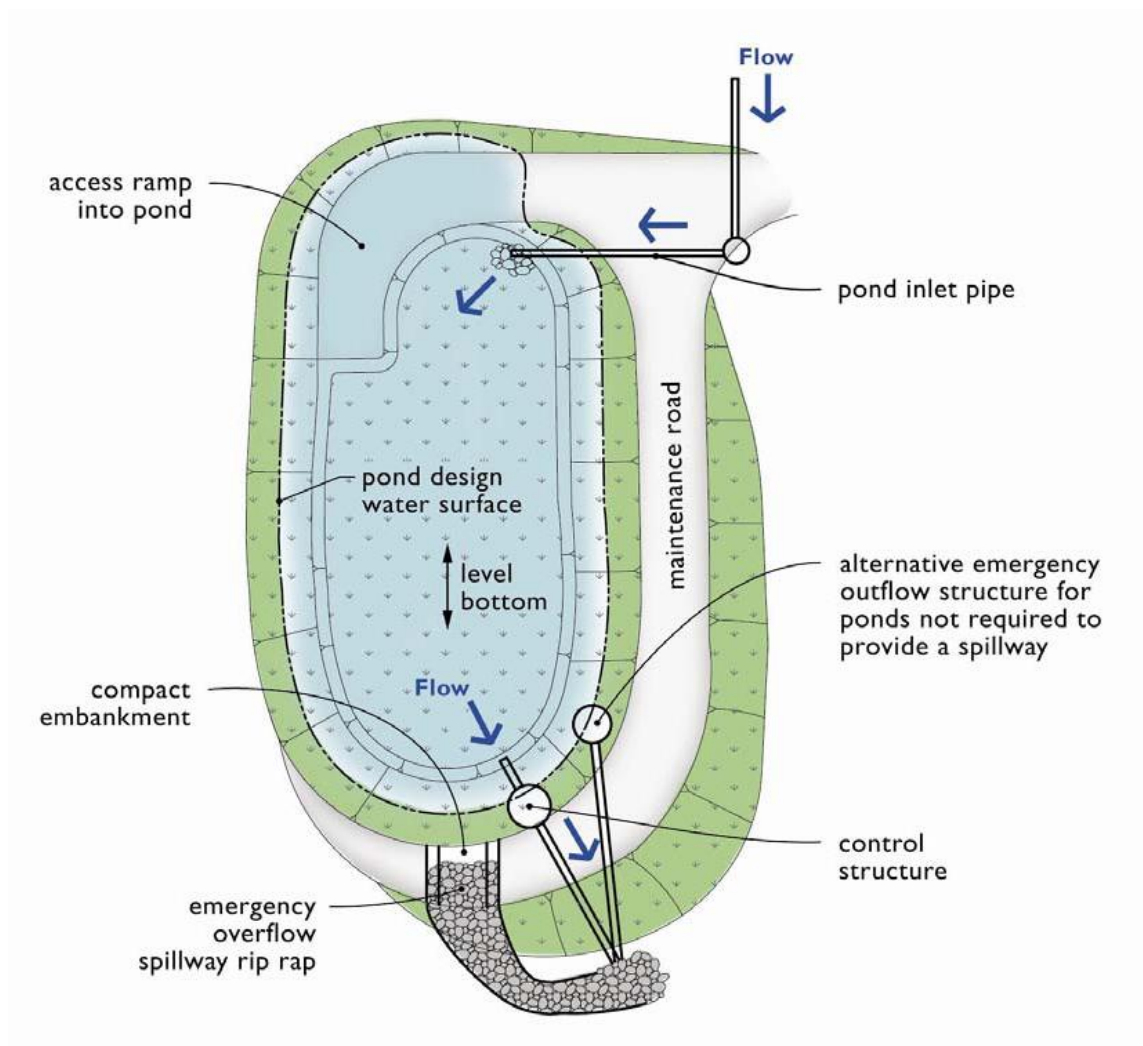 Flow
access ramp
into pond
pond inlet pipe
maintenance road
pond design
water surface
level
bottom
alternative emergency
outflow structure for
ponds not required to
provide a spillway
Flow
compact
embankment
control
structure
emergency
overflow
spillway rip rap